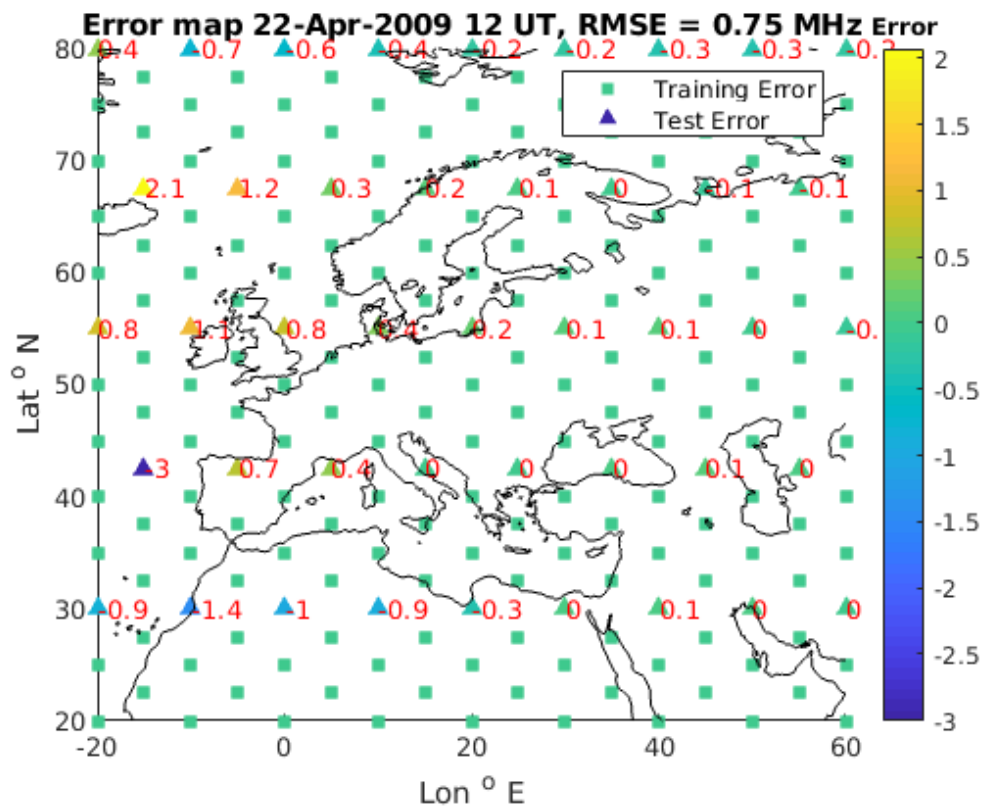 Error map 22-Apr-2009 12 UT, RMSE = 0.75 MHz Error
80 0.4 -0.7 -0.6 -0.4 -0.2 -0.2 -0.3 -0.3
Training Error
Test Error
70
2.1 1.2 0.3 0.2 0.1 0 -0.1 -0.1
60
0.8 1.1 0.8 0.4 0.2 0.1 0.1 0 -0.
50
-3 0.7 0.4 0 0 0 0.1 0
40
30 -0.9 -1.4 -1 -0.9 -0.3 0 0.1 0 0
20
Lat ° N
-20 0 20 40 60
Lon ° E
2
1.5
1
0.5
0
-0.5
-1
-1.5
-2
-2.5
-3